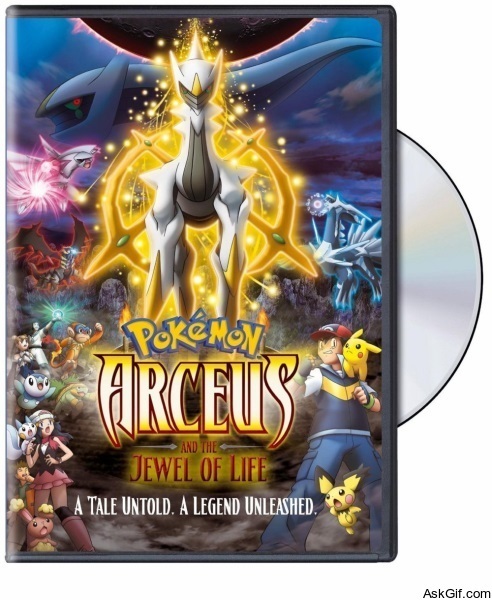 POKéMON
ARCEUS
AND THE
JEWEL OF LIFE
A TALE UNTOLD. A LEGEND UNLEASHED.
AskGif.com